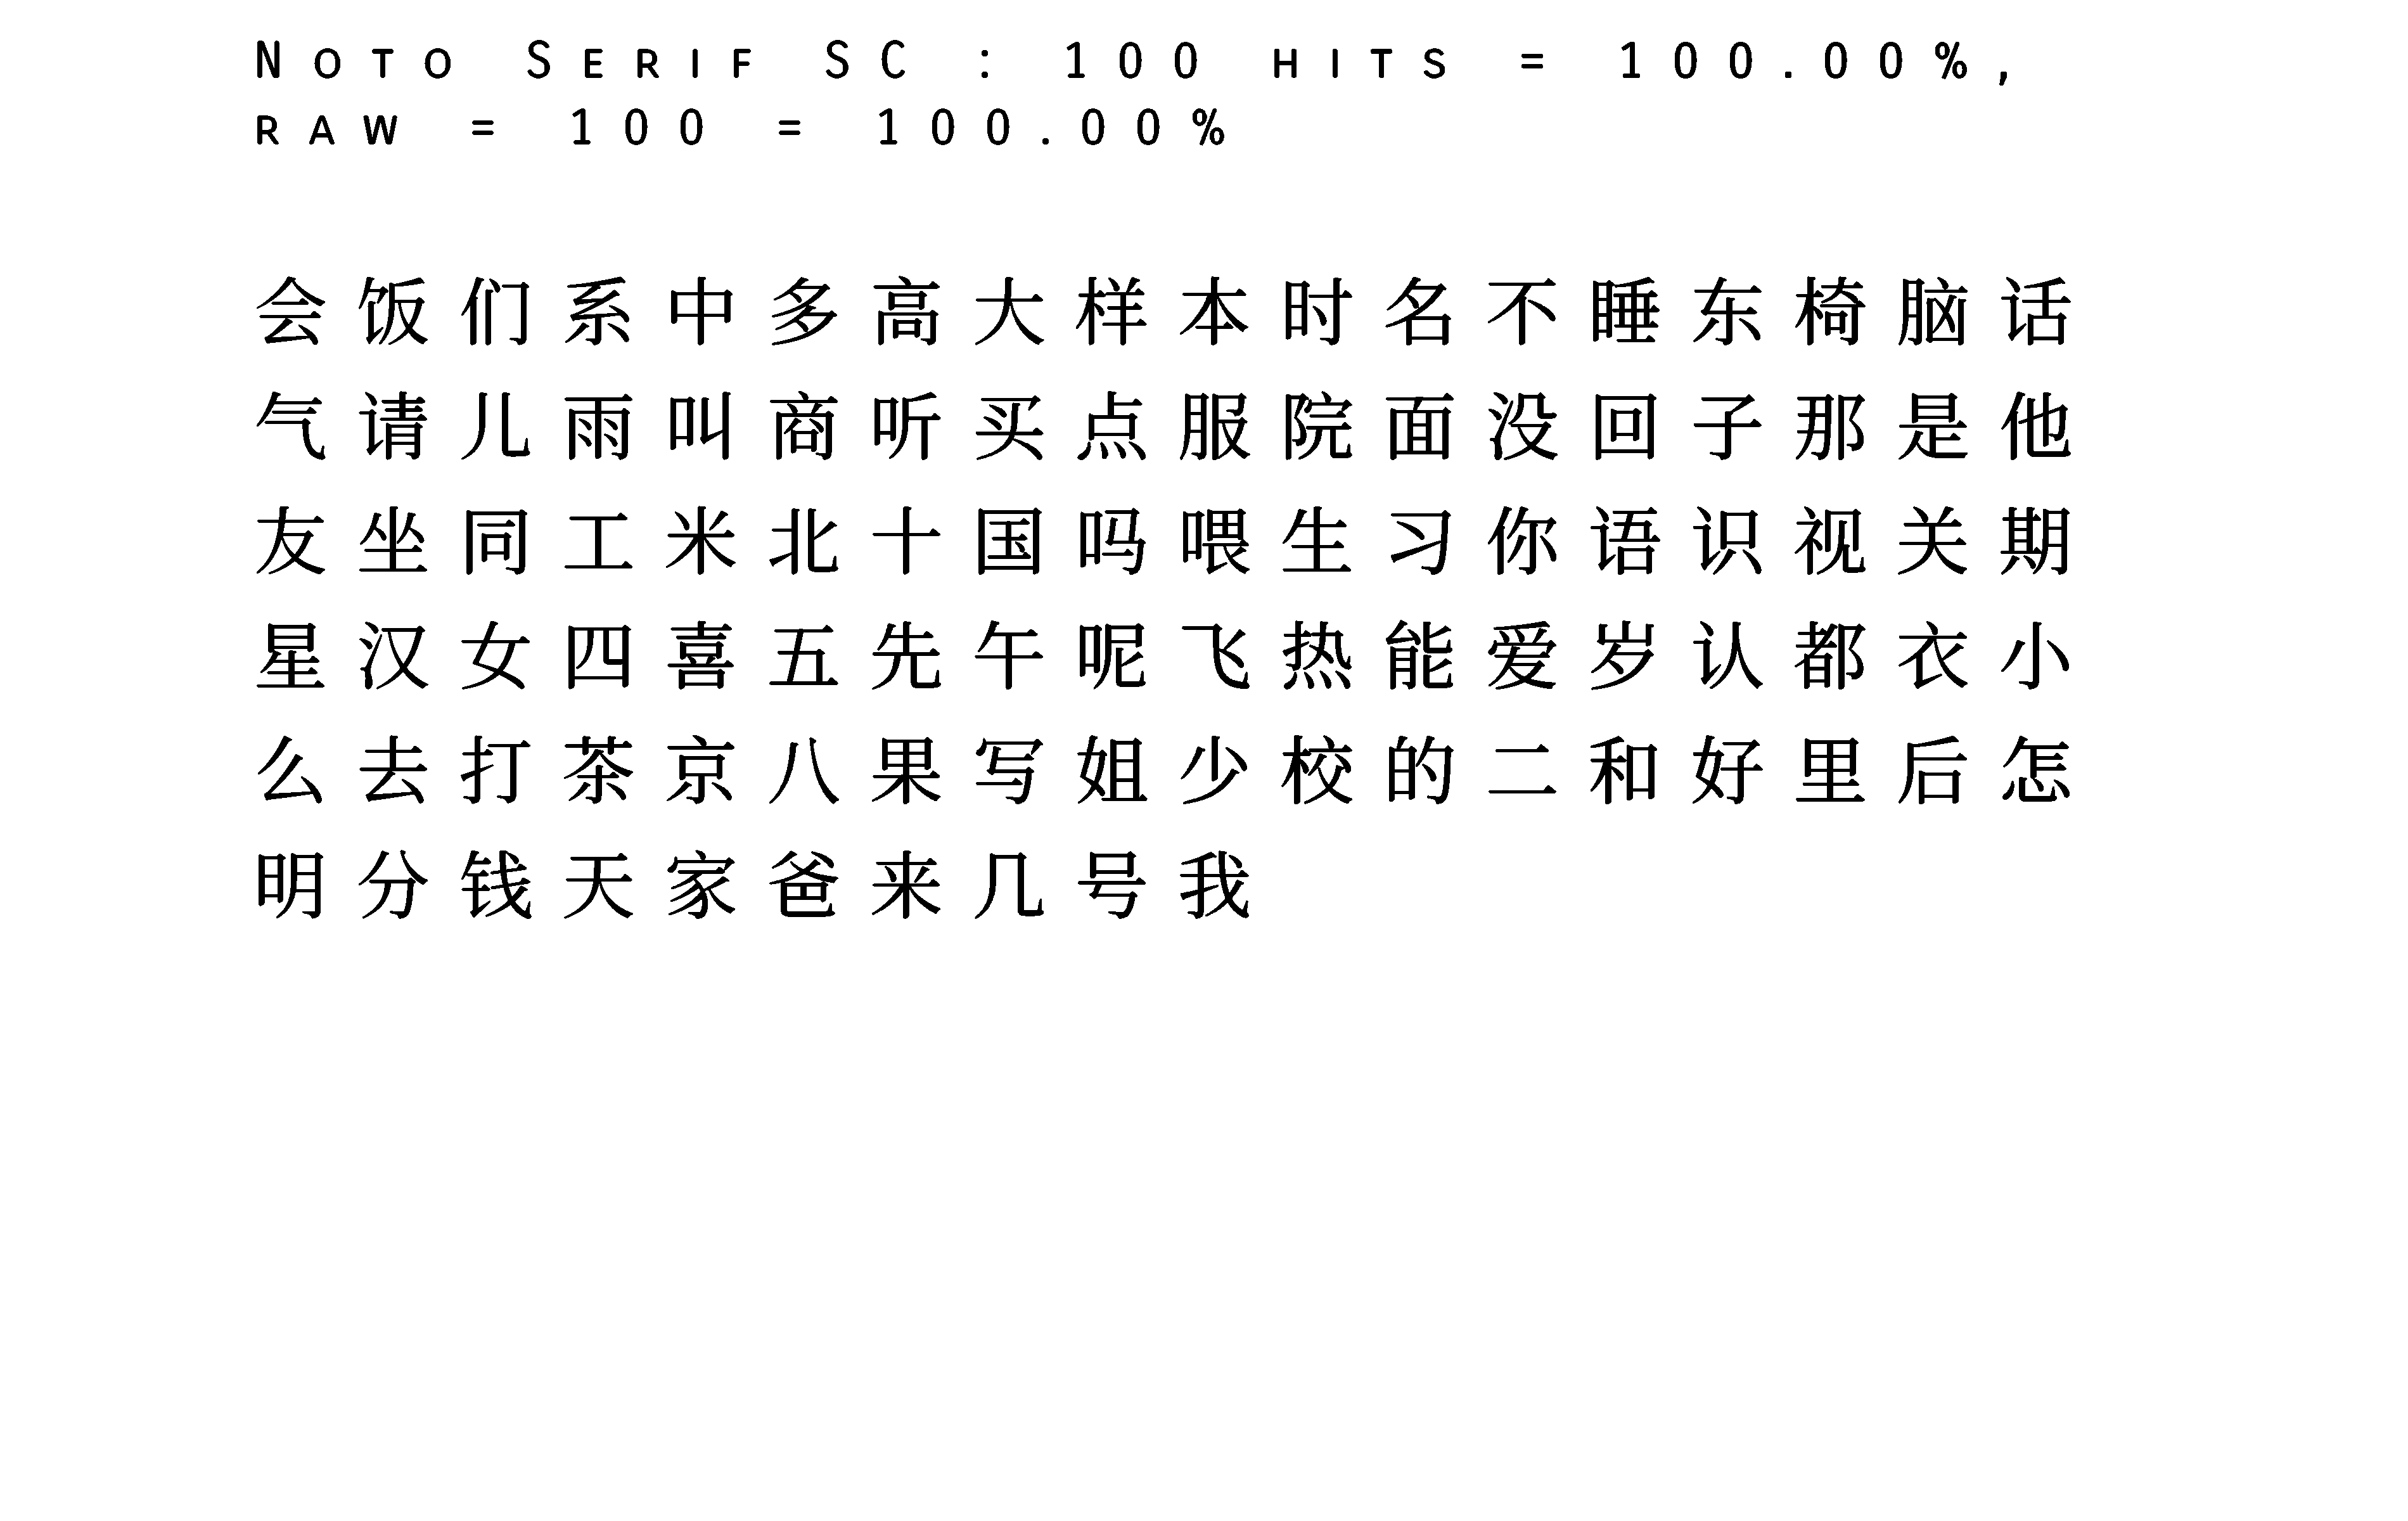 Noto Serif SC : 100 hits = 100.00%,
raw = 100 = 100.00%
会饭们系中多高大样本时名不睡东椅脑话
气请儿雨叫商听买点服院面没回子那是他
友坐同工米北十国吗喂生习你语识视关期
星汉女四喜五先午呢飞热能爱岁认都衣小
么去打茶京八果写姐少校的二和好里后怎
明分钱天家爸来几号我